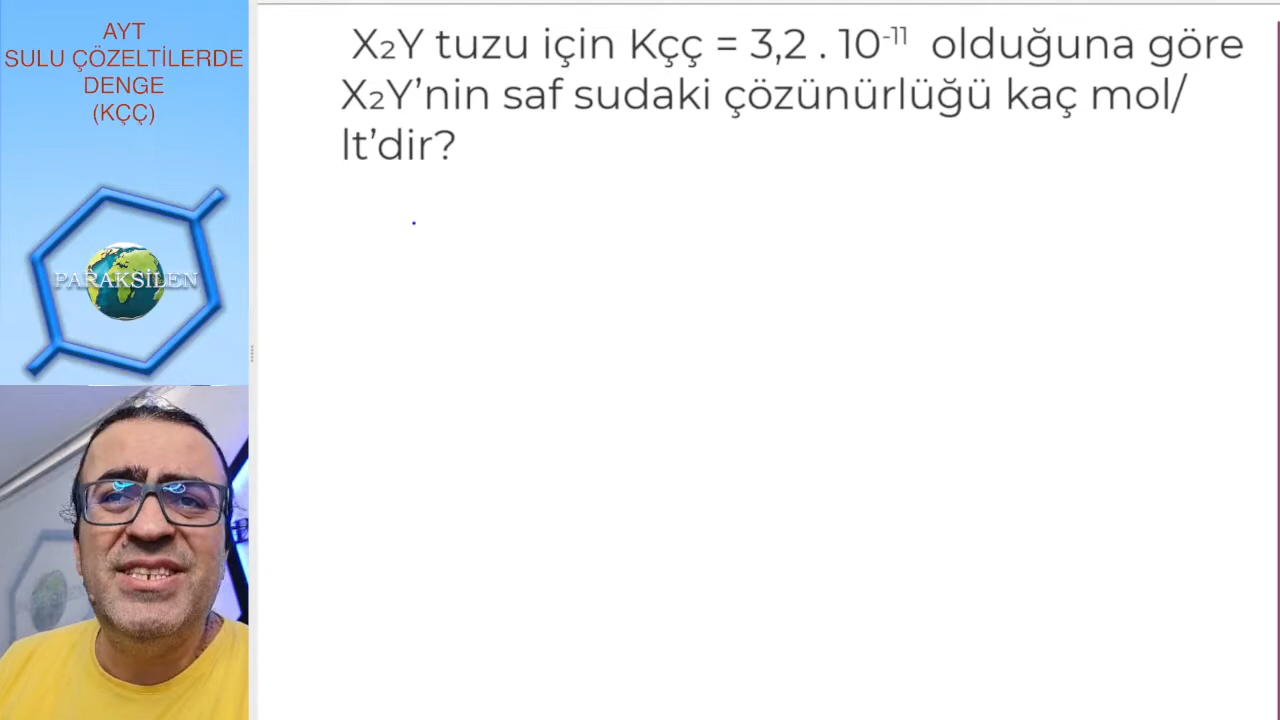 AYT
SULU ÇÖZELTİLERDE
DENGE
(KÇÇ)
PARAKSİLEN
X₂Y tuzu için Kçç = 3,2 . 10⁻¹¹ olduğuna göre
X₂Y’nin saf sudaki çözünürlüğü kaç mol/
lt’dir?